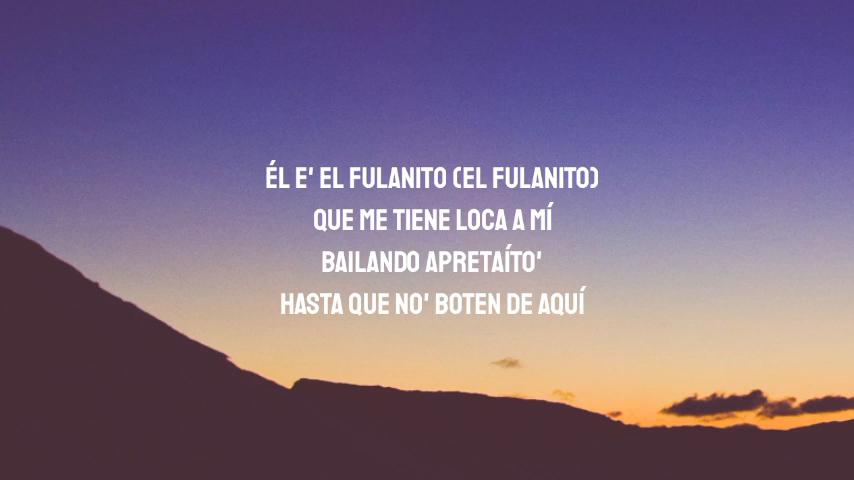 ÉL E' EL FULANITO (EL FULANITO)
QUE ME TIENE LOCA A MÍ
BAILANDO APRETAÍTO'
HASTA QUE NO' BOTEN DE AQUÍ